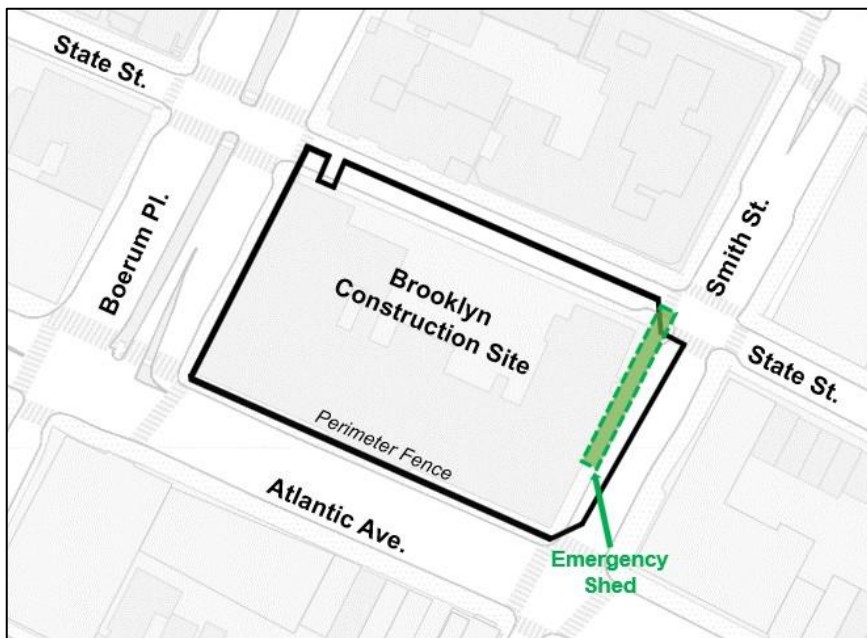 State St.
Boerum Pl.
Smith St.
Brooklyn
Construction Site
State St.
Perimeter Fence
Atlantic Ave.
Emergency
Shed